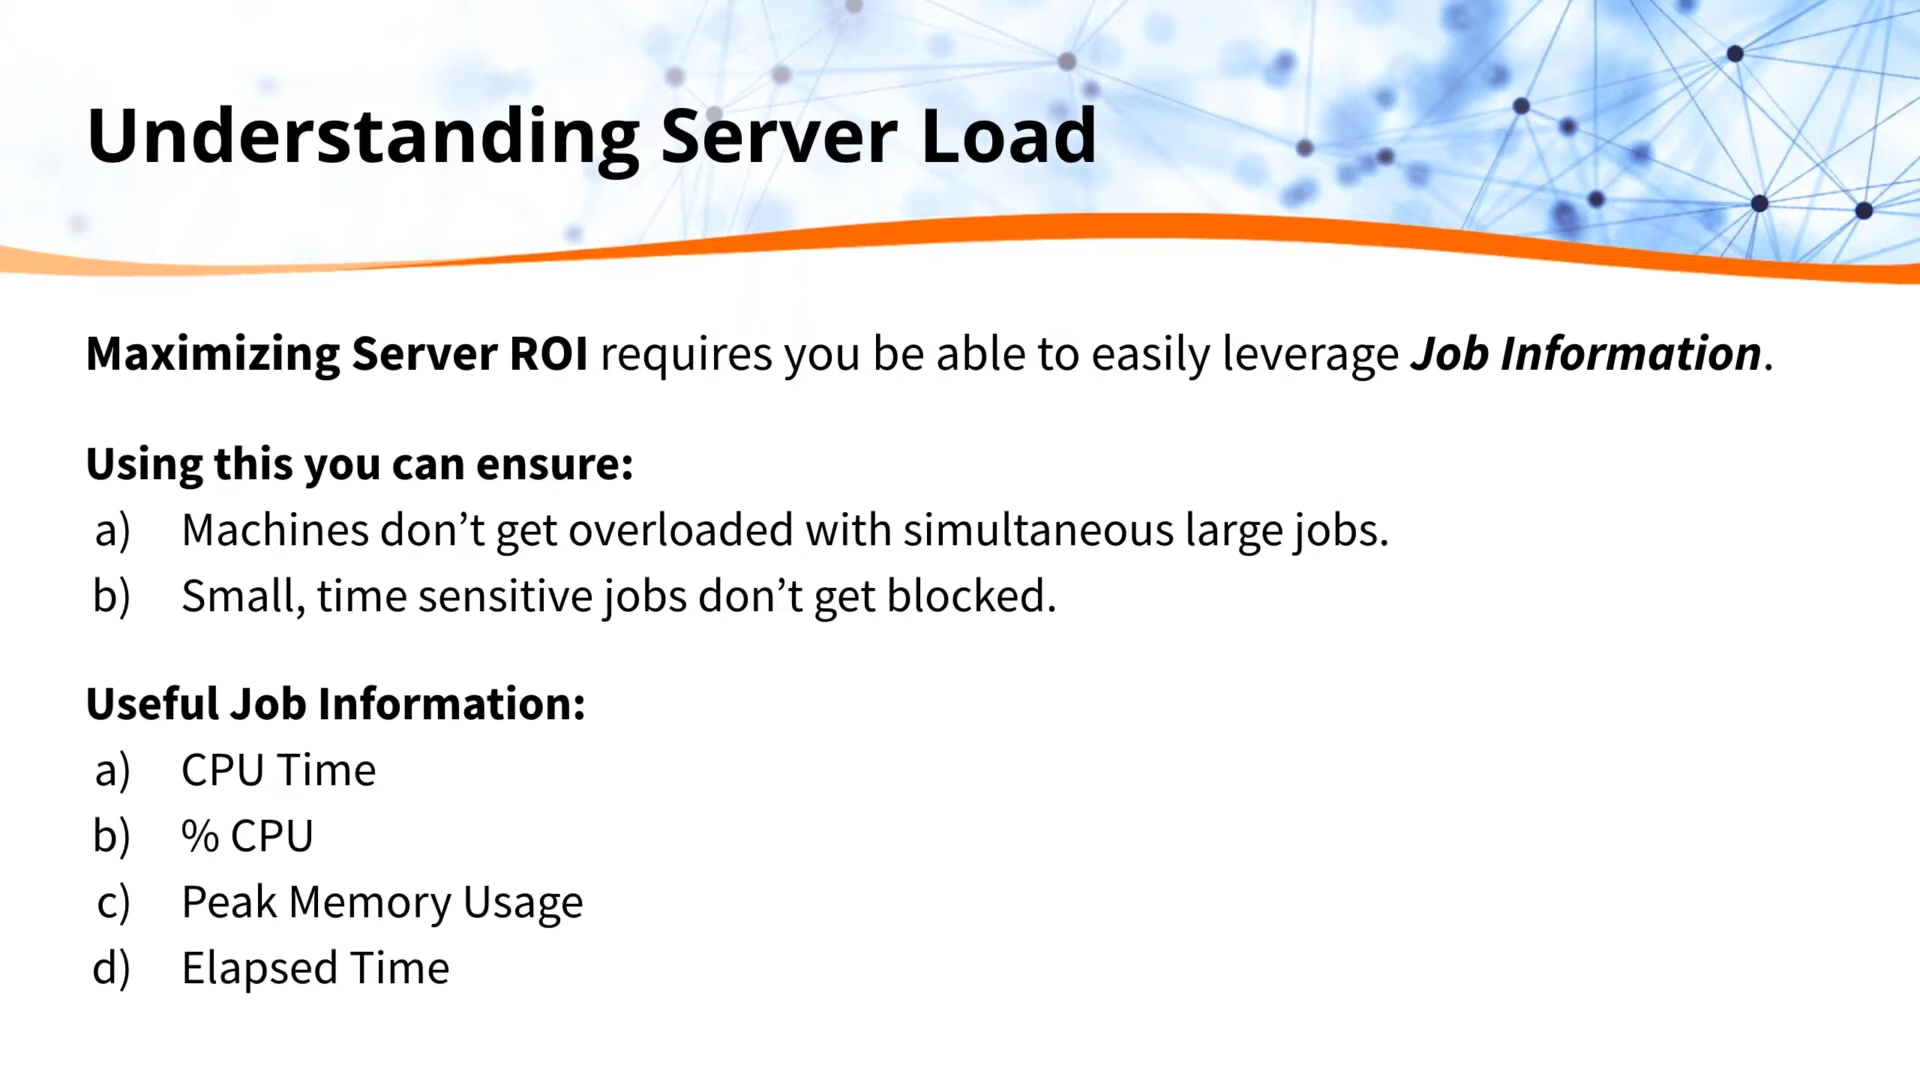 Understanding Server Load
Maximizing Server ROI requires you be able to easily leverage Job Information.
Using this you can ensure:
a) Machines don’t get overloaded with simultaneous large jobs.
b) Small, time sensitive jobs don’t get blocked.
Useful Job Information:
a) CPU Time
b) % CPU
c) Peak Memory Usage
d) Elapsed Time